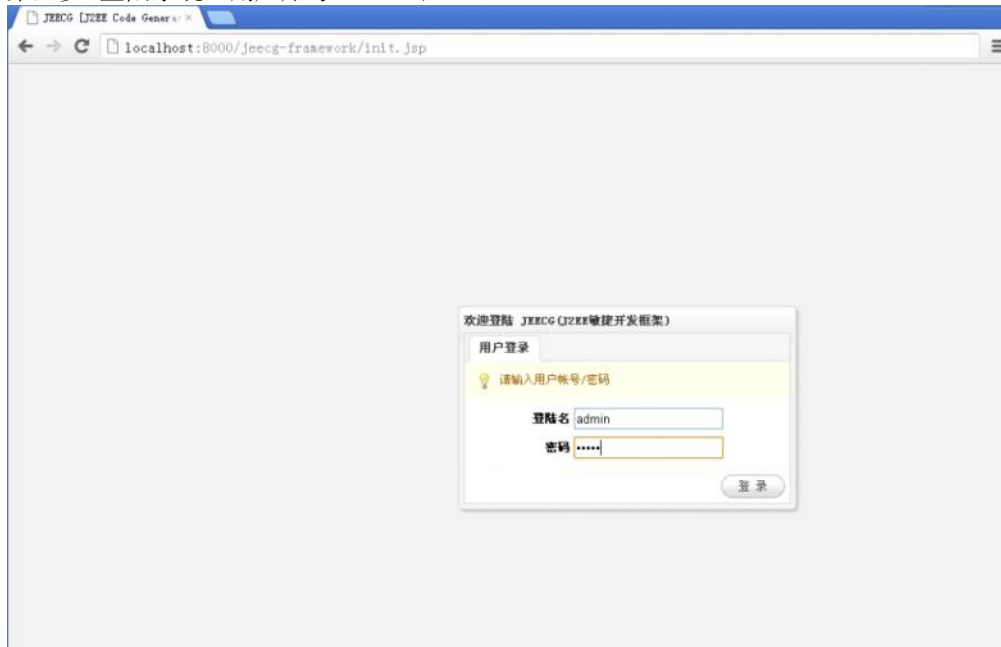 JEECG [J2EE Code Genera
localhost:8000/jeecg-framework/init.jsp
欢迎登陆 JEECG(J2EE敏捷开发框架)
用户登录
请输入用户帐号/密码
登陆名 admin
密码 •••••
登 录